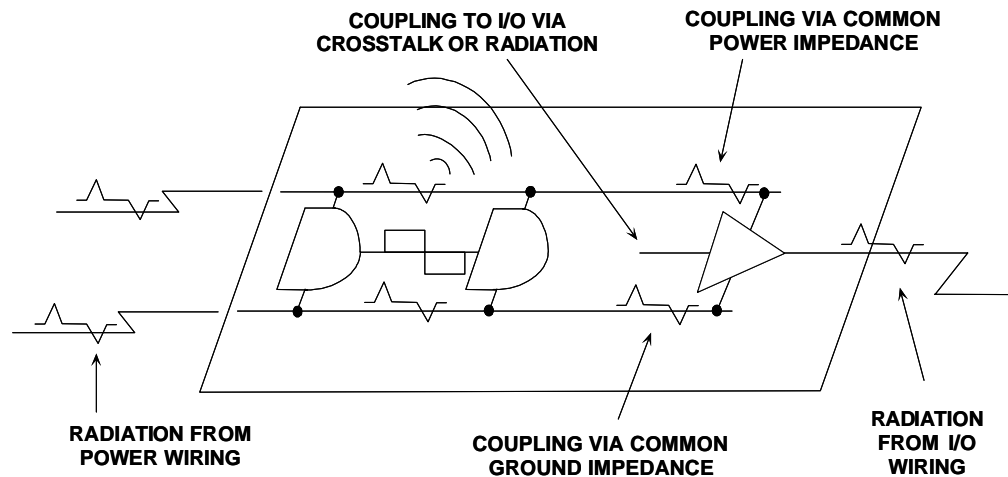 COUPLING TO I/O VIA
CROSSTALK OR RADIATION
COUPLING VIA COMMON
POWER IMPEDANCE
RADIATION FROM
POWER WIRING
COUPLING VIA COMMON
GROUND IMPEDANCE
RADIATION
FROM I/O
WIRING